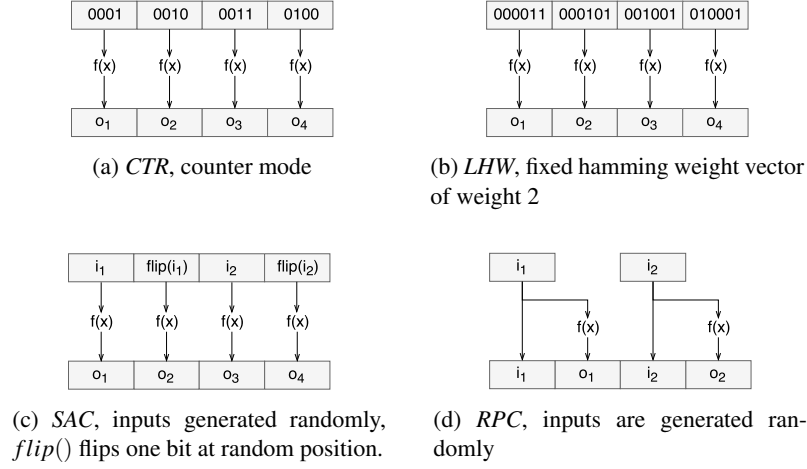 0001 0010 0011 0100
f(x) f(x) f(x) f(x)
o1 o2 o3 o4
(a) CTR, counter mode
000011 000101 001001 010001
f(x) f(x) f(x) f(x)
o1 o2 o3 o4
(b) LHW, fixed hamming weight vector
of weight 2
i1 flip(i1) i2 flip(i2)
f(x) f(x) f(x) f(x)
o1 o2 o3 o4
(c) SAC, inputs generated randomly,
flip() flips one bit at random position.
i1 i2
f(x) f(x)
i1 o1 i2 o2
(d) RPC, inputs are generated ran-
domly